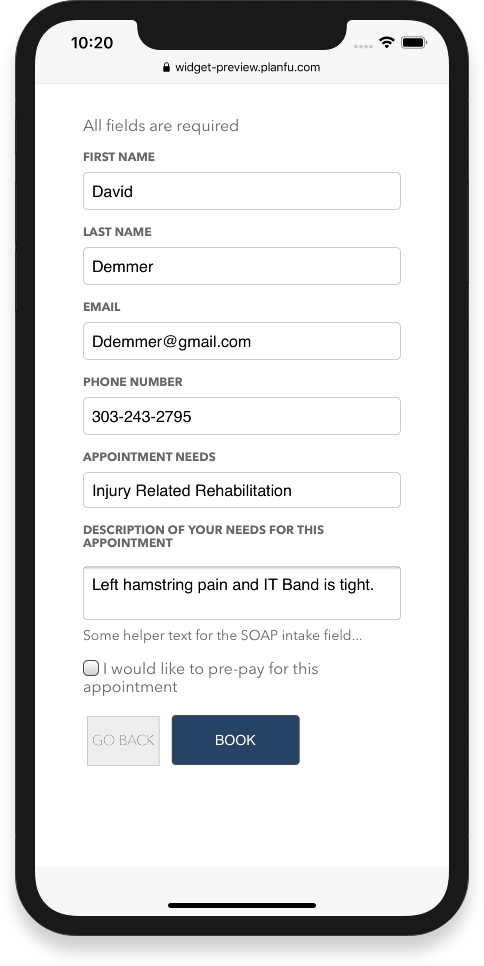 10:20
widget-preview.planfu.com
All fields are required
FIRST NAME
David
LAST NAME
Demmer
EMAIL
Ddemmer@gmail.com
PHONE NUMBER
303-243-2795
APPOINTMENT NEEDS
Injury Related Rehabilitation
DESCRIPTION OF YOUR NEEDS FOR THIS
APPOINTMENT
Left hamstring pain and IT Band is tight.
Some helper text for the SOAP intake field...
I would like to pre-pay for this
appointment
GO BACK
BOOK